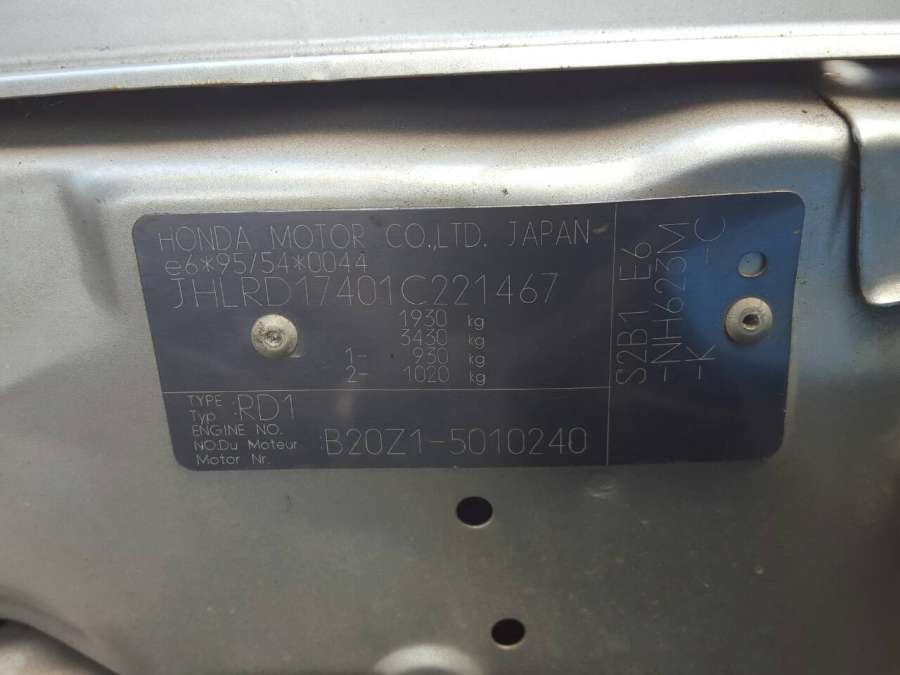 HONDA MOTOR CO.,LTD. JAPAN
e6*95/54*0044
JHLRD17401C221467
1930 kg
3430 kg
1- 930 kg
2- 1020 kg
TYPE
Typ :RD1
ENGINE NO.
NO.Du Moteur :B20Z1-5010240
Motor Nr.
S2B1 E6
-NH623M
-K -C